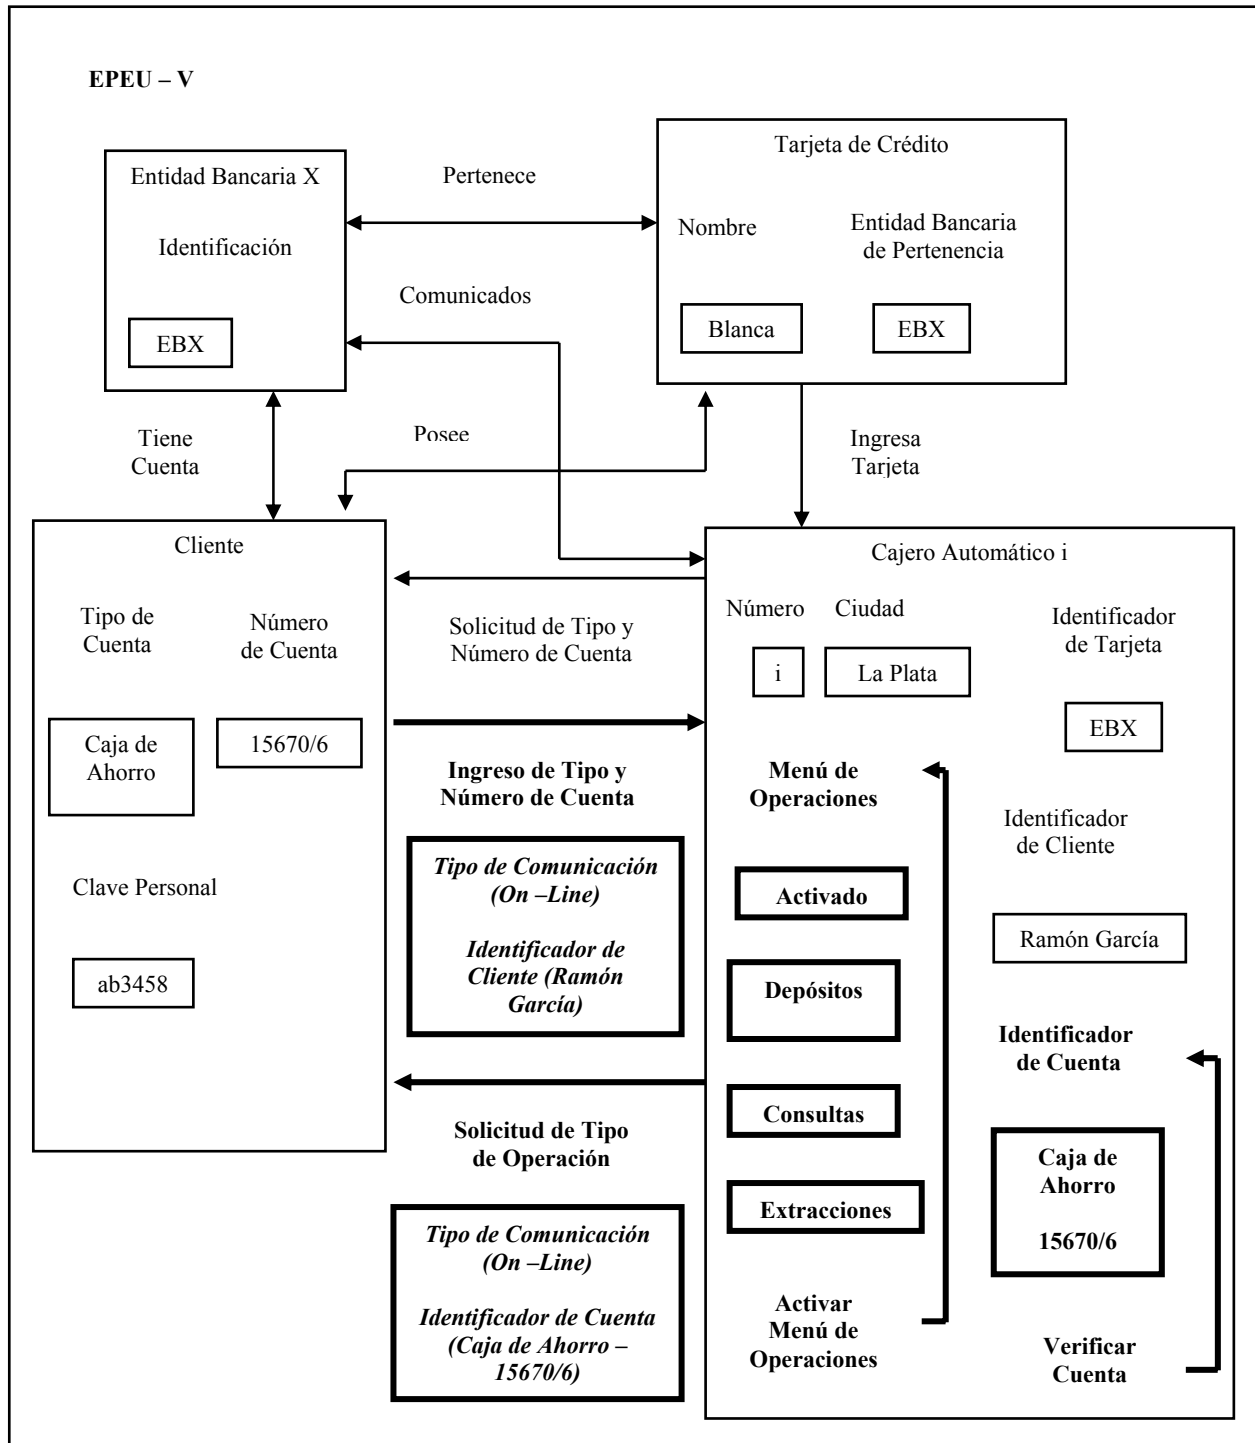 EPEU – V
Entidad Bancaria X
Identificación
EBX
Pertenece
Comunicados
Tarjeta de Crédito
Nombre
Entidad Bancaria
de Pertenencia
Blanca
EBX
Tiene
Cuenta
Posee
Ingresa
Tarjeta
Cliente
Tipo de
Cuenta
Número
de Cuenta
Caja de
Ahorro
15670/6
Clave Personal
ab3458
Solicitud de Tipo y
Número de Cuenta
Ingreso de Tipo y
Número de Cuenta
Tipo de Comunicación
(On –Line)
Identificador de
Cliente (Ramón
García)
Solicitud de Tipo
de Operación
Tipo de Comunicación
(On –Line)
Identificador de Cuenta
(Caja de Ahorro –
15670/6)
Cajero Automático i
Número
Ciudad
i
La Plata
Identificador
de Tarjeta
EBX
Menú de
Operaciones
Activado
Depósitos
Consultas
Extracciones
Activar
Menú de
Operaciones
Identificador
de Cliente
Ramón García
Identificador
de Cuenta
Caja de
Ahorro
15670/6
Verificar
Cuenta